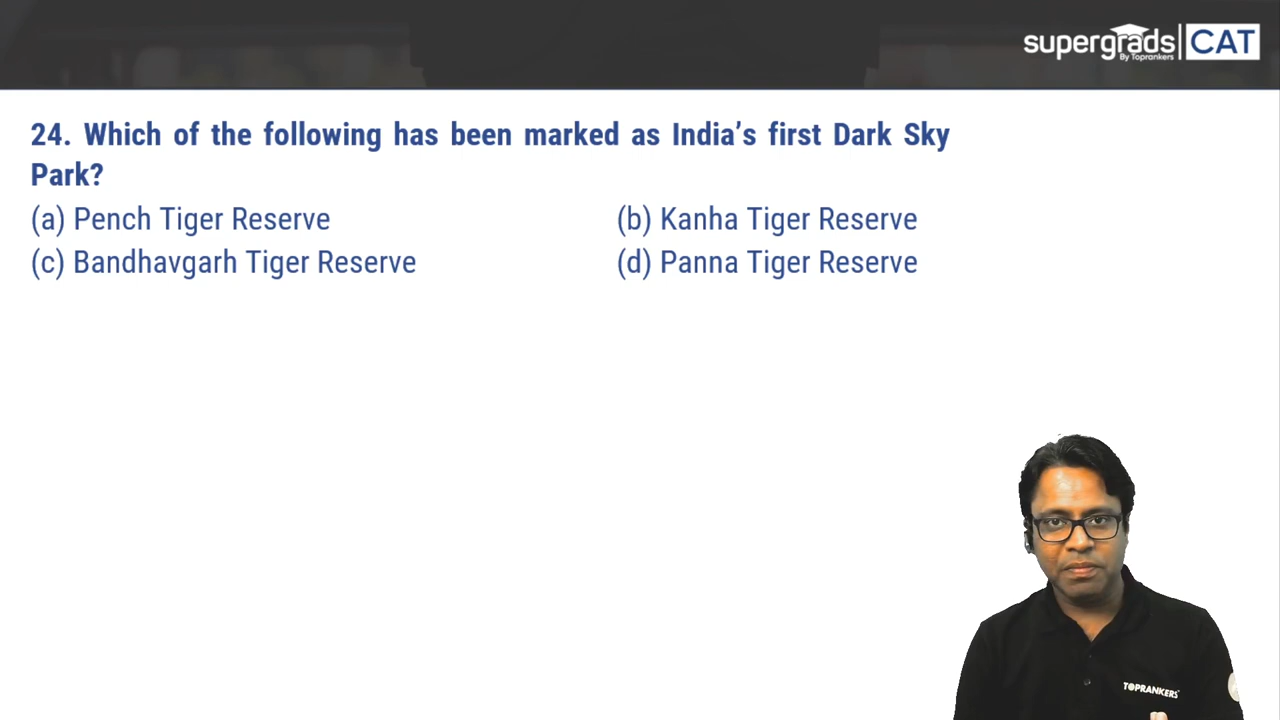 supergrads CAT
By Toprankers
24. Which of the following has been marked as India's first Dark Sky
Park?
(a) Pench Tiger Reserve (b) Kanha Tiger Reserve
(c) Bandhavgarh Tiger Reserve (d) Panna Tiger Reserve
TOPRANKERS